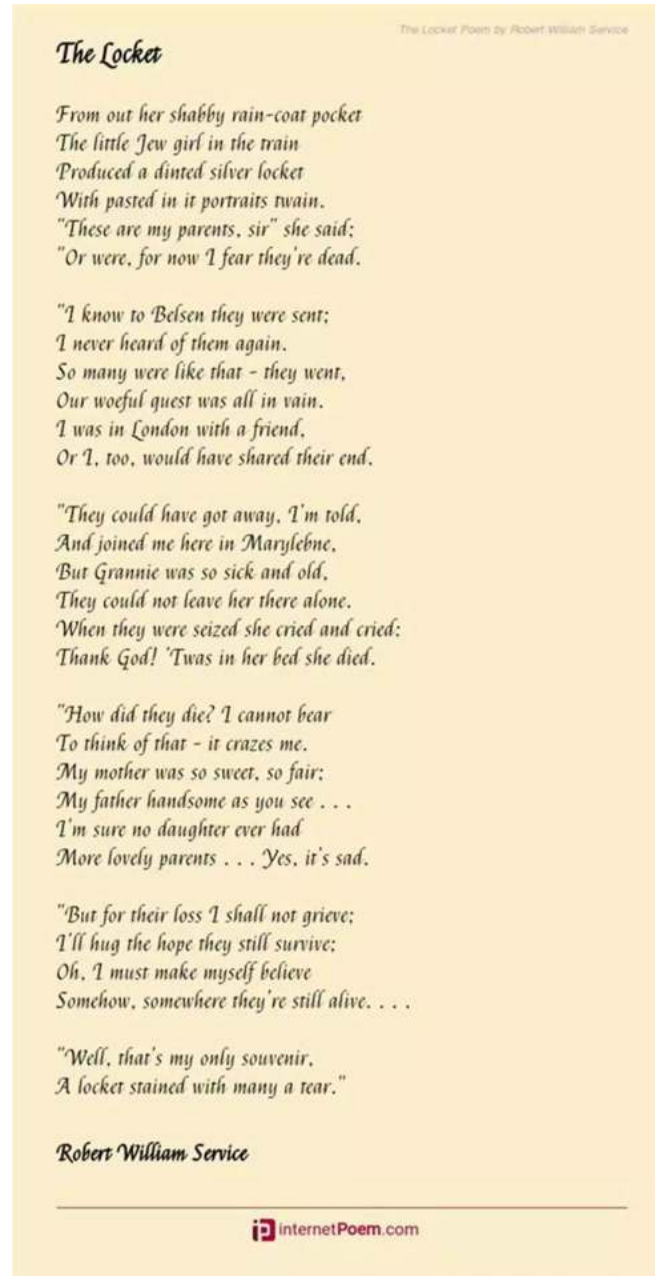 The Locket Poem by Robert William Service
The Locket
From out her shabby rain-coat pocket
The little Jew girl in the train
Produced a dinted silver locket
With pasted in it portraits twain.
"These are my parents, sir" she said;
"Or were, for now I fear they're dead.
"I know to Belsen they were sent;
I never heard of them again.
So many were like that - they went,
Our woeful quest was all in vain.
I was in London with a friend,
Or I, too, would have shared their end.
"They could have got away, I'm told,
And joined me here in Marylebne,
But Grannie was so sick and old,
They could not leave her there alone.
When they were seized she cried and cried:
Thank God! 'Twas in her bed she died.
"How did they die? I cannot bear
To think of that - it crazes me.
My mother was so sweet, so fair;
My father handsome as you see . . .
I'm sure no daughter ever had
More lovely parents . . . Yes, it's sad.
"But for their loss I shall not grieve;
I'll hug the hope they still survive;
Oh, I must make myself believe
Somehow, somewhere they're still alive. . . .
"Well, that's my only souvenir,
A locket stained with many a tear."
Robert William Service
ip internetPoem.com